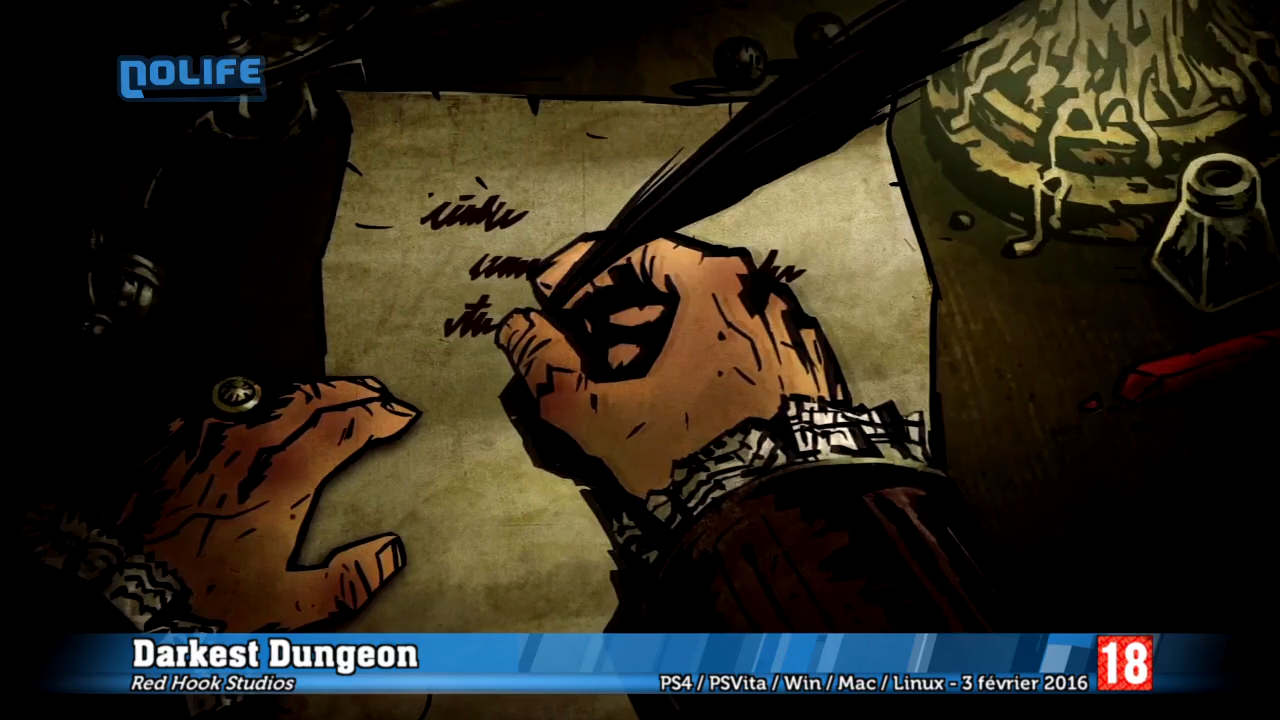 NOLIFE
Darkest Dungeon
Red Hook Studios
PS4 / PSVita / Win / Mac / Linux - 3 février 2016
18